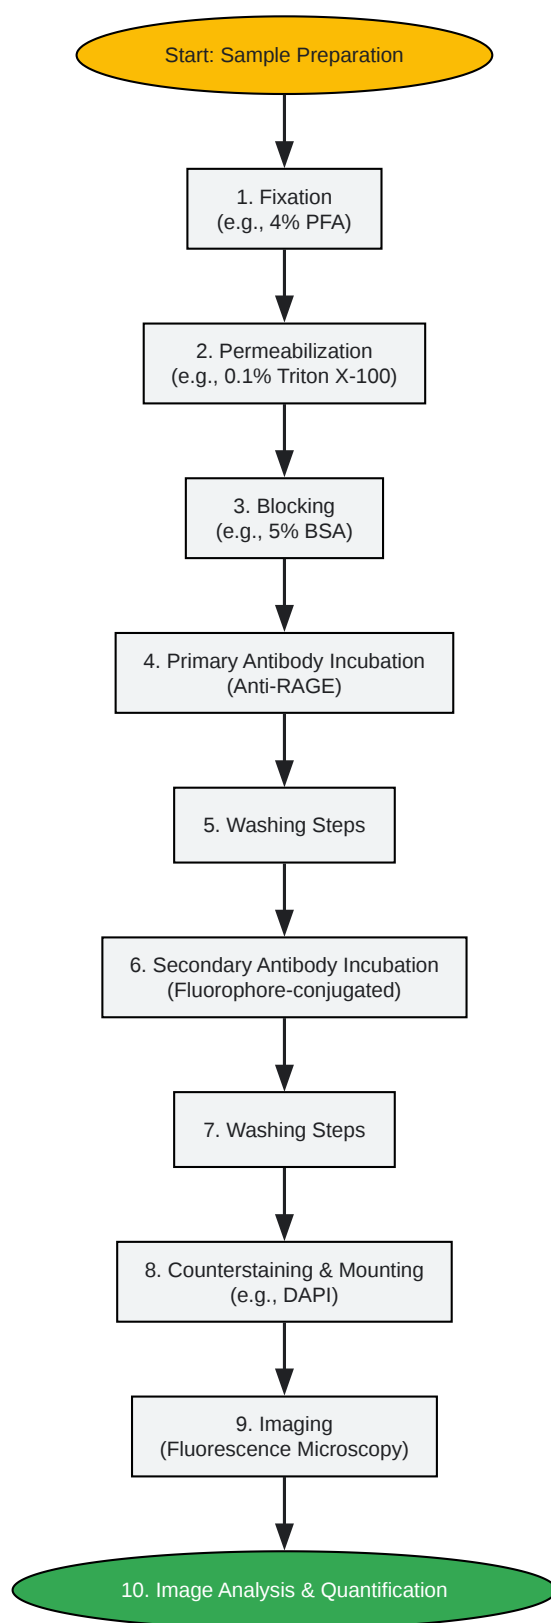 Start: Sample Preparation
1. Fixation
(e.g., 4% PFA)
2. Permeabilization
(e.g., 0.1% Triton X-100)
3. Blocking
(e.g., 5% BSA)
4. Primary Antibody Incubation
(Anti-RAGE)
5. Washing Steps
6. Secondary Antibody Incubation
(Fluorophore-conjugated)
7. Washing Steps
8. Counterstaining & Mounting
(e.g., DAPI)
9. Imaging
(Fluorescence Microscopy)
10. Image Analysis & Quantification